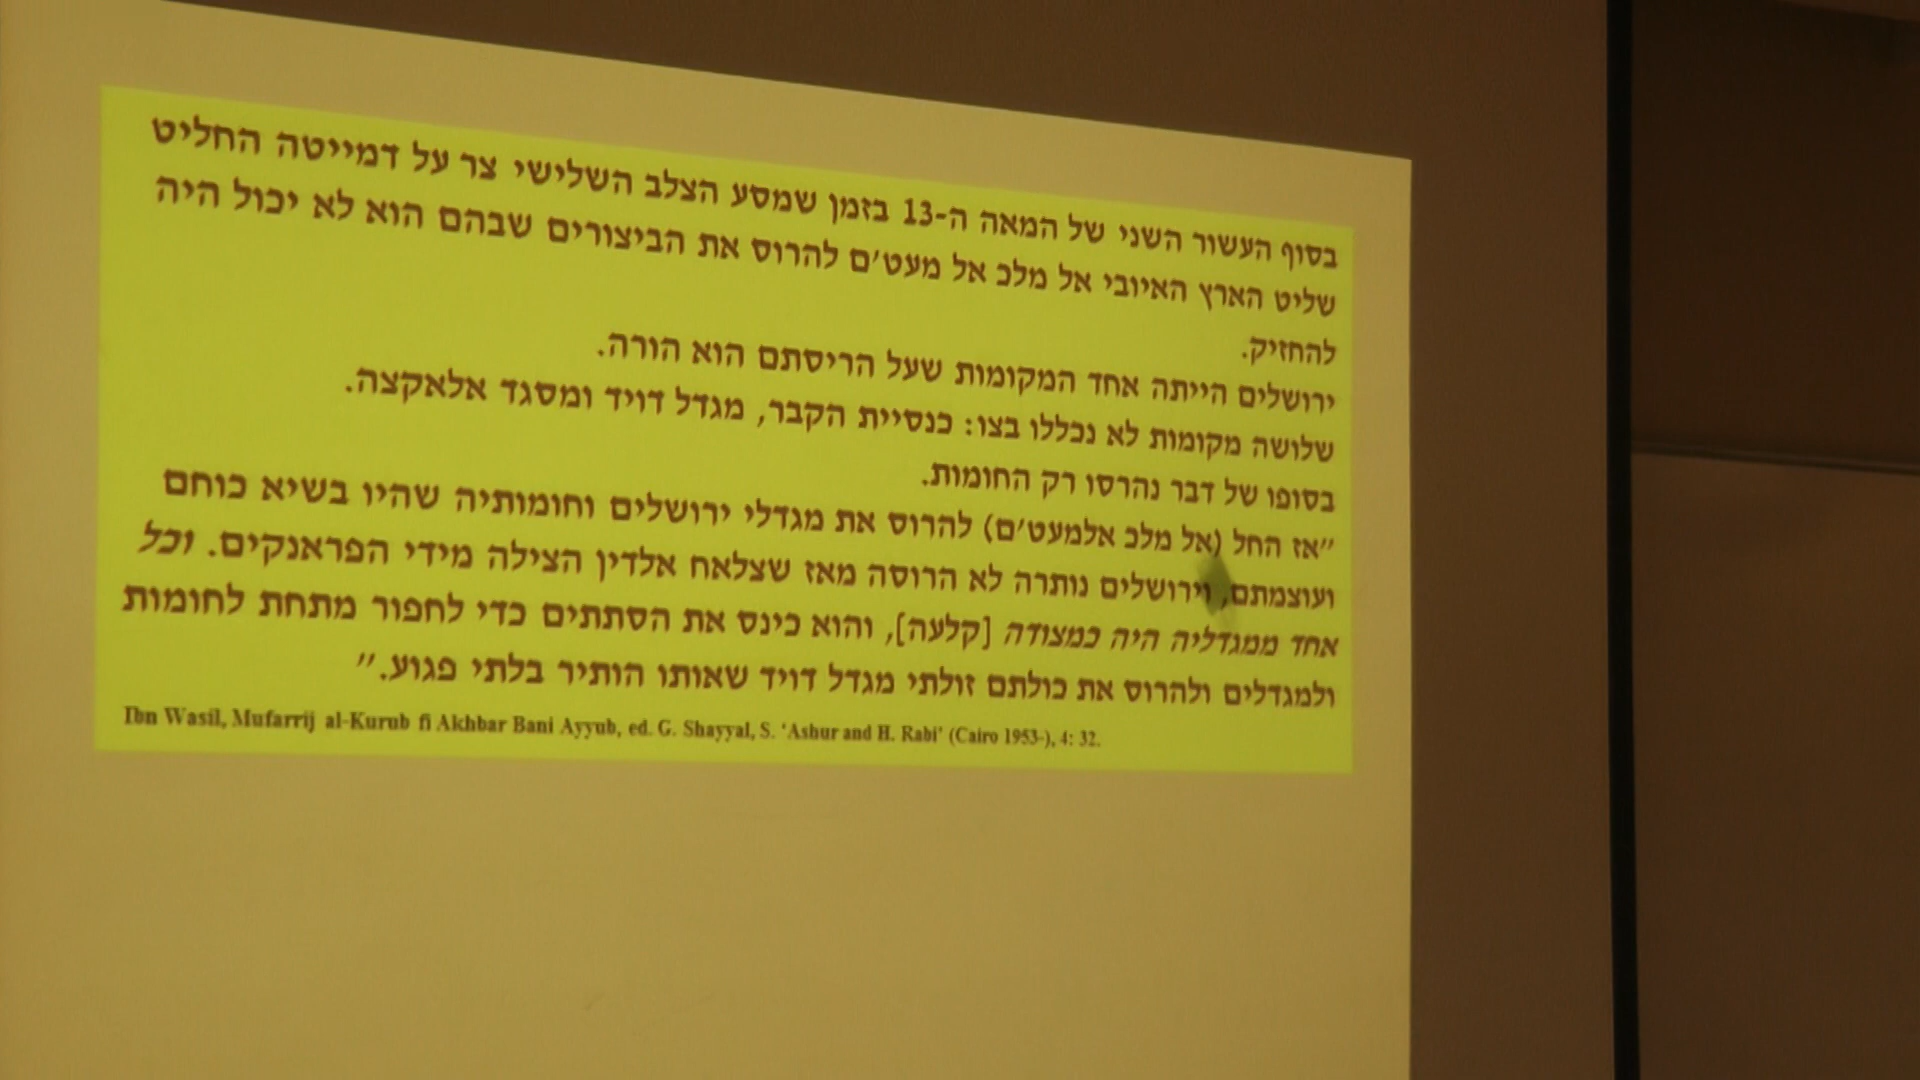 בסוף העשור השני של המאה ה-13 בזמן שמסע הצלב השלישי צר על דמייטה החליט
שליט הארץ האיובי אל מלכ אל מעט'ם להרוס את הביצורים שבהם הוא לא יכול היה
להחזיק.
ירושלים הייתה אחד המקומות שעל הריסתם הוא הורה.
שלושה מקומות לא נכללו בצו: כנסיית הקבר, מגדל דויד ומסגד אלאקצה.
בסופו של דבר נהרסו רק החומות.
"אז החל (אל מלכ אלמעט'ם) להרוס את מגדלי ירושלים וחומותיה שהיו בשיא כוחם
ועוצמתם, וירושלים נותרה לא הרוסה מאז שצלאח אלדין הצילה מידי הפראנקים. וכל
אחד ממגדליה היה כמצודה [קלעה], והוא כינס את הסתתים כדי לחפור מתחת לחומות
ולמגדלים ולהרוס את כולתם זולתי מגדל דויד שאותו הותיר בלתי פגוע."
Ibn Wasil, Mufarrij al-Kurub fi Akhbar Bani Ayyub, ed. G. Shayyal, S. 'Ashur and H. Rabi' (Cairo 1953-), 4: 32.